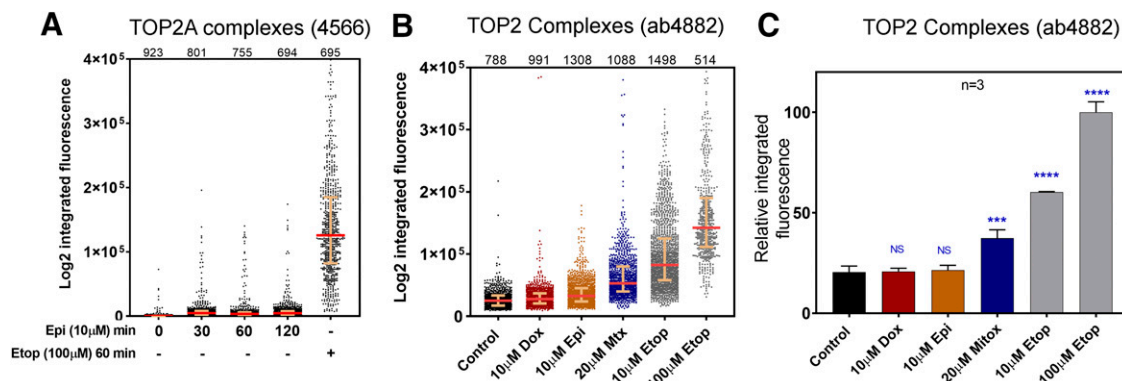 A TOP2A complexes (4566)
923 801 755 694 695
Log2 integrated fluorescence
4×10⁵
3×10⁵
2×10⁵
1×10⁵
0
Epi (10µM) min 0 30 60 120 -
Etop (100µM) 60 min - - - - +
B TOP2 Complexes (ab4882)
788 991 1308 1088 1498 514
Log2 integrated fluorescence
4×10⁵
3×10⁵
2×10⁵
1×10⁵
0
Control
10µM Dox
10µM Epi
20µM Mtx
10µM Etop
100µM Etop
C TOP2 Complexes (ab4882)
n=3
Relative integrated
fluorescence
100
50
0
NS NS *** **** ****
Control
10µM Dox
10µM Epi
20µM Mitox
10µM Etop
100µM Etop